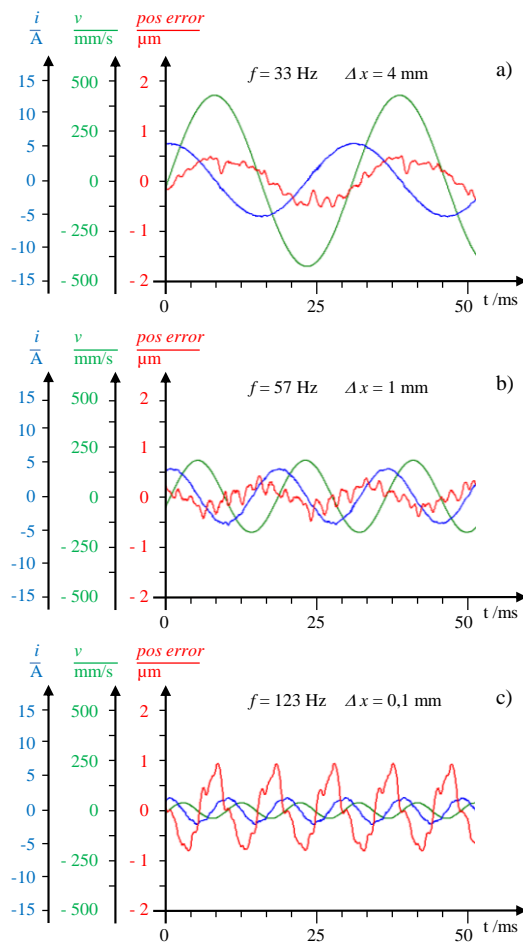 i v pos error
A mm/s µm
f = 33 Hz Δx = 4 mm a)
15 500 2
10 250 1
5
0 0 0
-5
-10 - 250 - 1
-15 - 500 - 2
0 25 50
t /ms
i v pos error
A mm/s µm
f = 57 Hz Δx = 1 mm b)
15 500 2
10 250 1
5
0 0 0
-5
-10 - 250 - 1
-15 - 500 - 2
t /ms
0 25 50
i v pos error
A mm/s µm
f = 123 Hz Δx = 0,1 mm c)
15 500 2
10 250 1
5
0 0 0
-5
-10 - 250 - 1
-15 - 500 - 2
t /ms
0 25 50